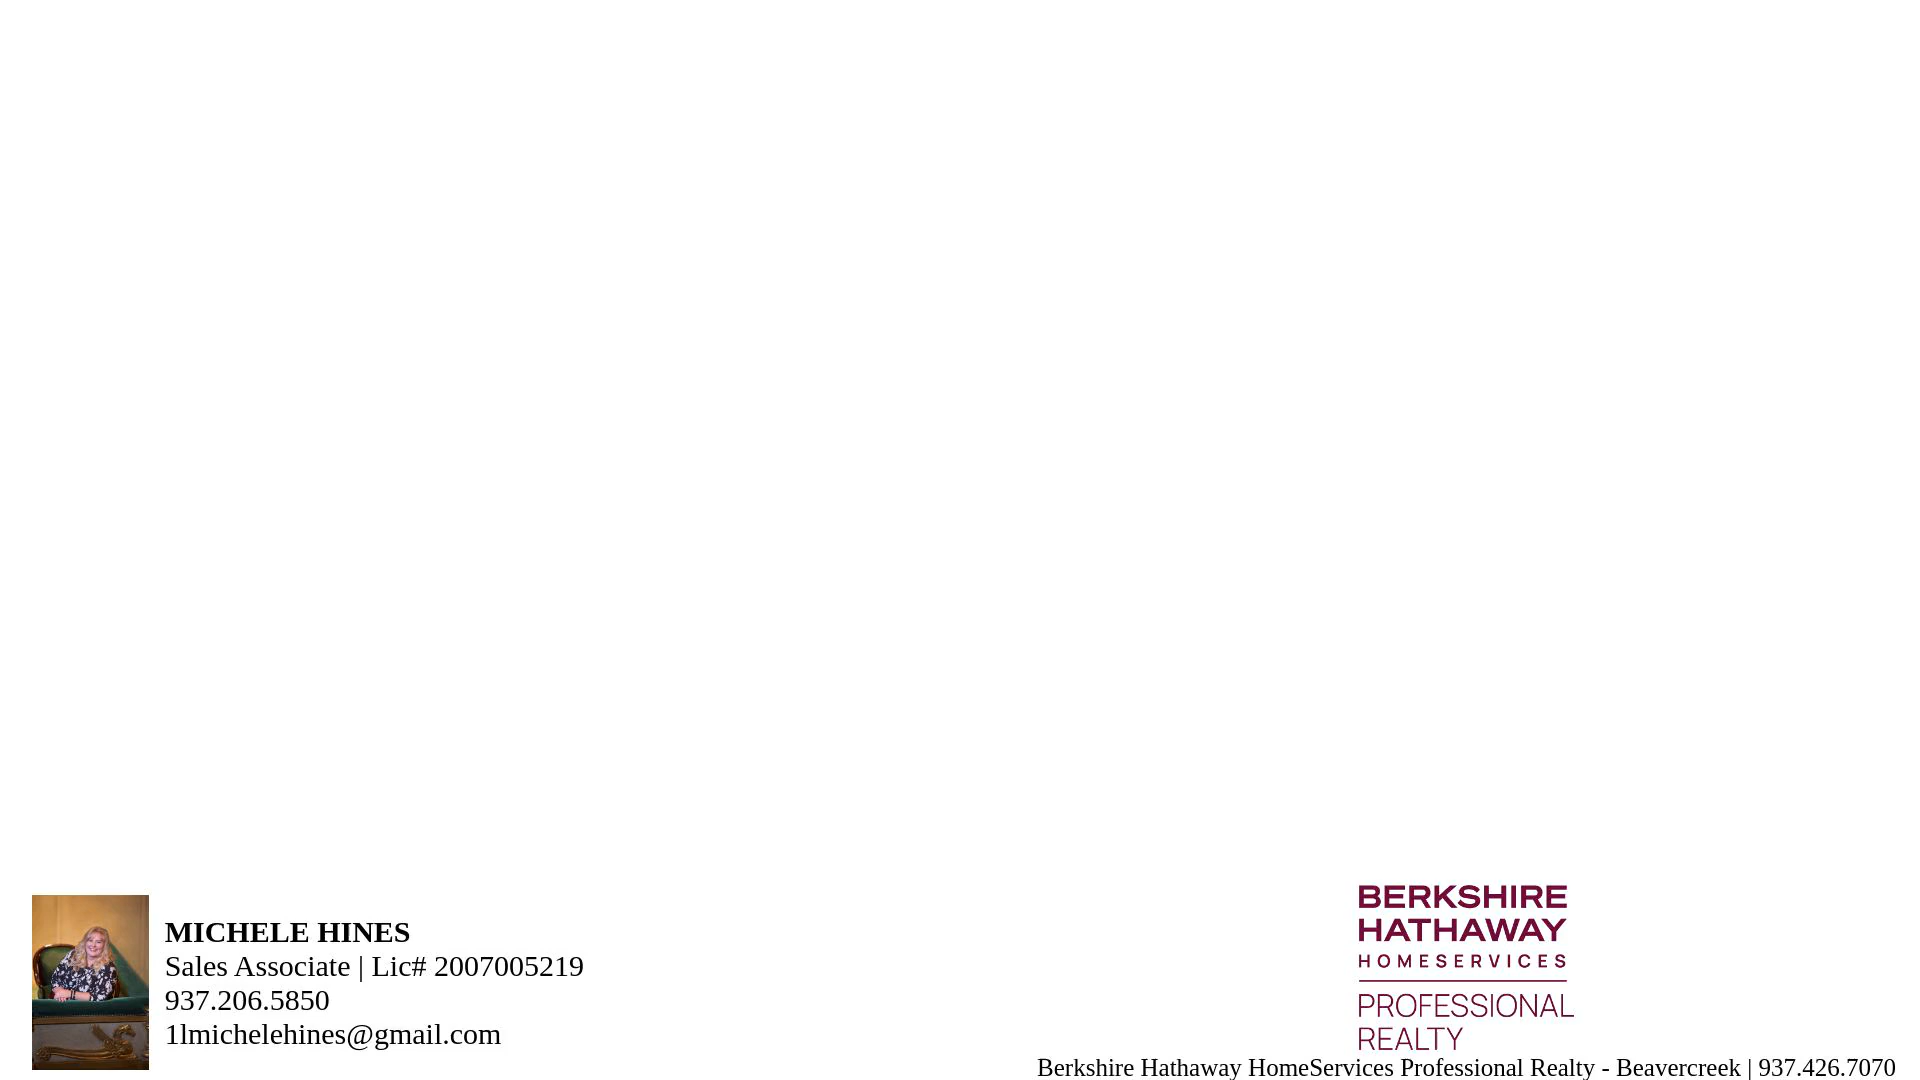 MICHELE HINES
Sales Associate | Lic# 2007005219
937.206.5850
1lmichelehines@gmail.com
BERKSHIRE
HATHAWAY
HOMESERVICES
PROFESSIONAL
REALTY
Berkshire Hathaway HomeServices Professional Realty - Beavercreek | 937.426.7070